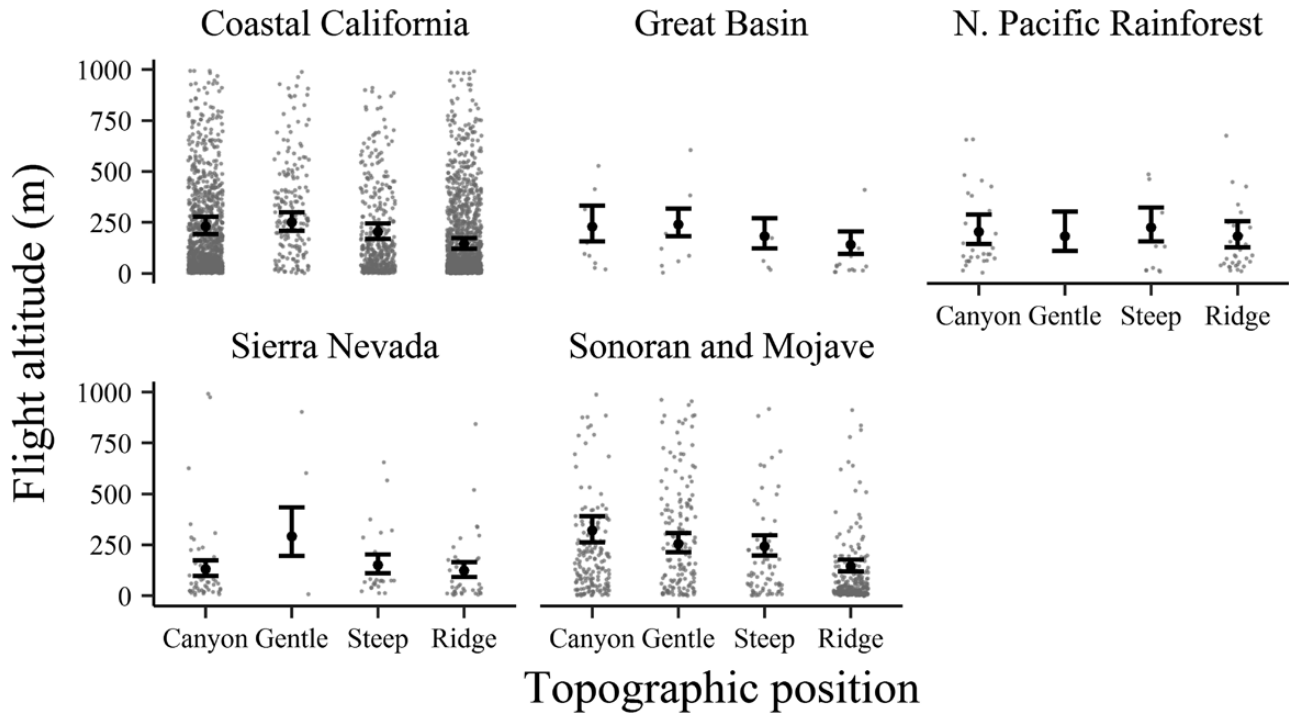 Coastal California Great Basin N. Pacific Rainforest
1000
750
500
250
0
Canyon Gentle Steep Ridge
Sierra Nevada Sonoran and Mojave
1000
750
500
250
0
Canyon Gentle Steep Ridge Canyon Gentle Steep Ridge
Flight altitude (m)
Topographic position